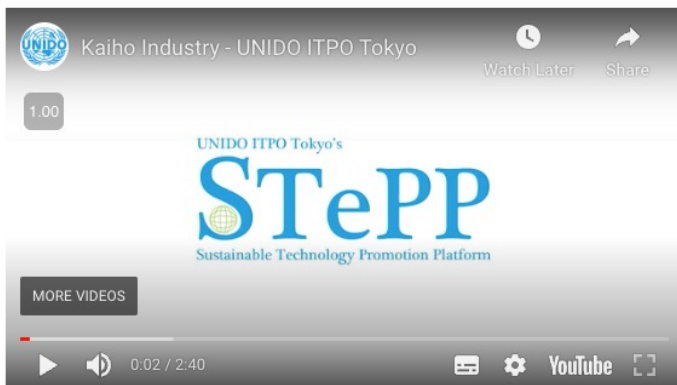 UNIDO
Kaiho Industry - UNIDO ITPO Tokyo
Watch Later
Share
1.00
UNIDO ITPO Tokyo's
STePP
Sustainable Technology Promotion Platform
MORE VIDEOS
0:02 / 2:40
YouTube